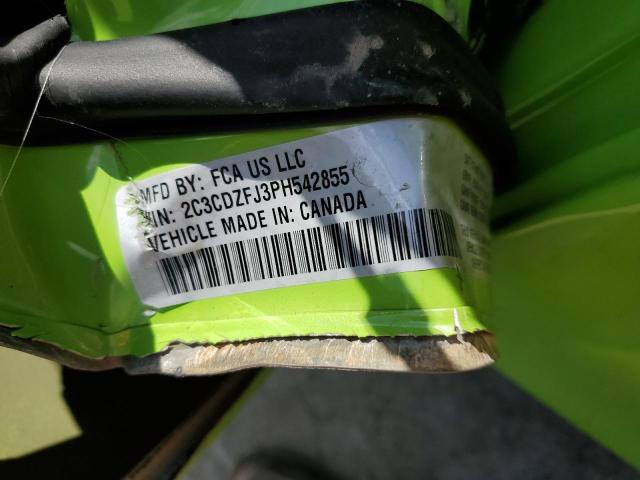 MFD BY: FCA US LLC
VIN: 2C3CDZFJ3PH542855
VEHICLE MADE IN: CANADA